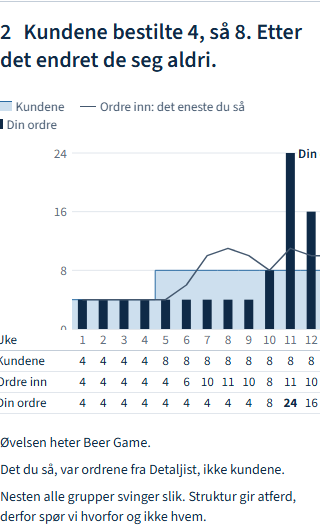 2 Kundene bestilte 4, så 8. Etter
det endret de seg aldri.
Kundene Ordre inn: det eneste du så
Din ordre
24 Din
16
8
0
Uke 1 2 3 4 5 6 7 8 9 10 11 12
Kundene 4 4 4 4 8 8 8 8 8 8 8 8
Ordre inn 4 4 4 4 4 6 10 11 10 8 11 10
Din ordre 4 4 4 4 4 4 4 4 4 8 24 16
Øvelsen heter Beer Game.
Det du så, var ordrene fra Detaljist, ikke kundene.
Nesten alle grupper svinger slik. Struktur gir atferd,
derfor spør vi hvorfor og ikke hvem.